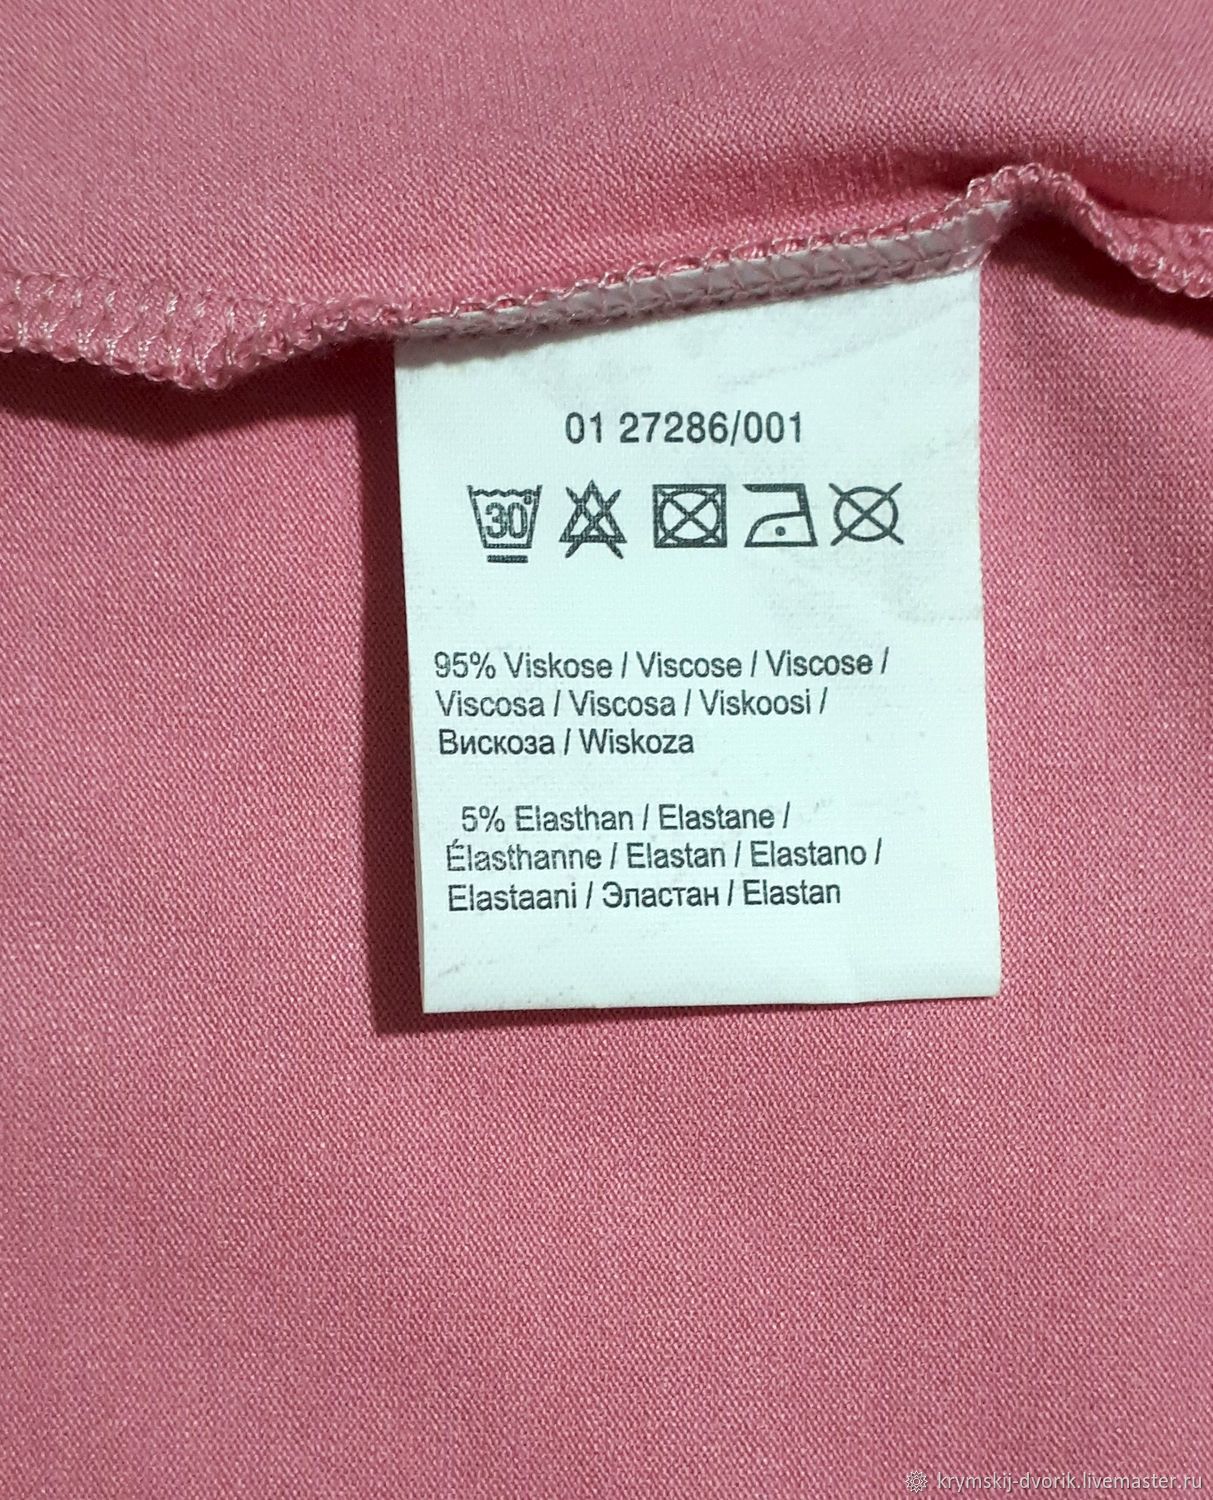 01 27286/001
30°
95% Viskose / Viscose / Viscose /
Viscosa / Viscosa / Viskoosi /
Вискоза / Wiskoza
5% Elasthan / Elastane /
Élasthanne / Elastan / Elastano /
Elastaani / Эластан / Elastan
krymskij-dvorik.livemaster.ru